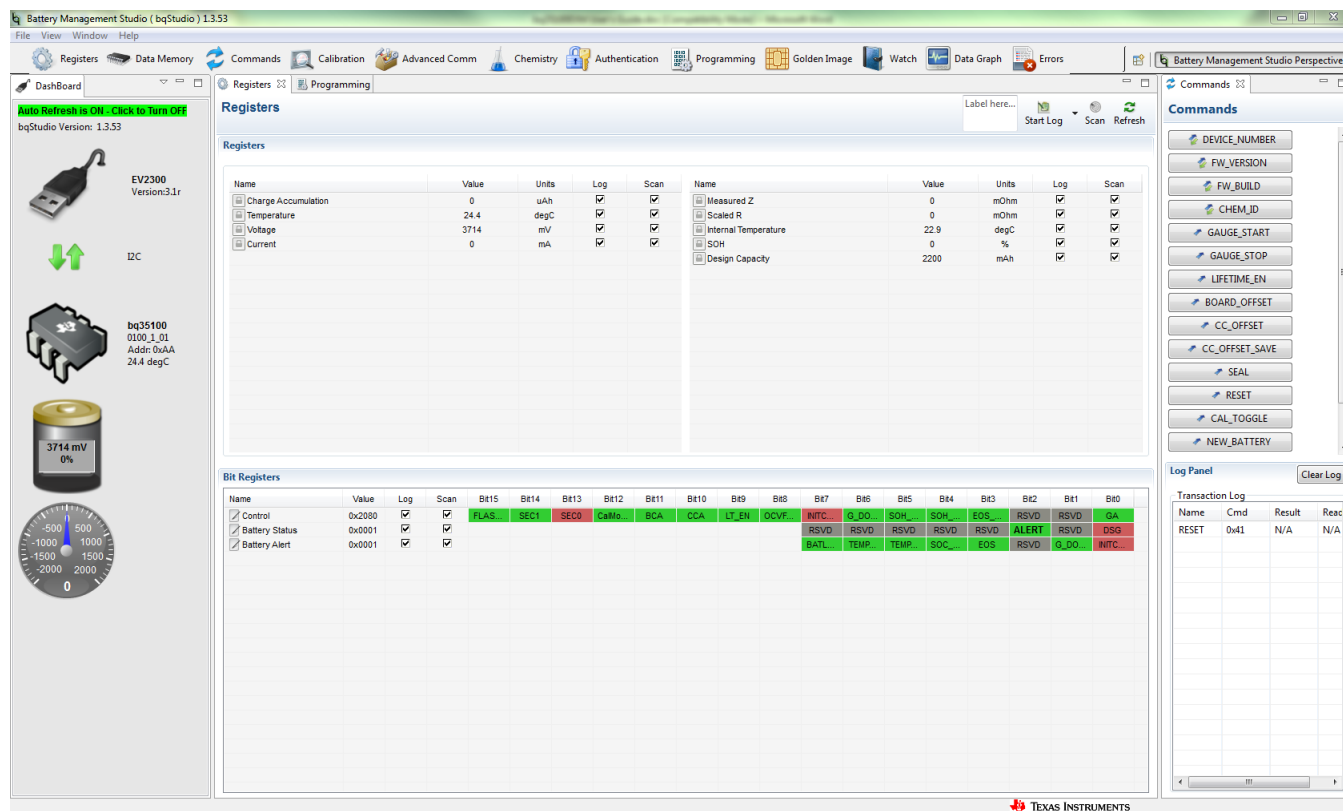 Battery Management Studio ( bqStudio ) 1.3.53
File View Window Help
Registers Data Memory Commands Calibration Advanced Comm Chemistry Authentication Programming Golden Image Watch Data Graph Errors Battery Management Studio Perspective
DashBoard
Auto Refresh is ON - Click to Turn OFF
bqStudio Version: 1.3.53
EV2300
Version:3.1r
I2C
bq35100
0100_1_01
Addr: 0xAA
24.4 degC
3714 mV
0%
-500 500
-1000 1000
-1500 1500
-2000 2000
0
Registers Programming
Registers
Label here...
Start Log Scan Refresh
Registers
Name Value Units Log Scan Name Value Units Log Scan
Charge Accumulation 0 uAh Measured Z 0 mOhm
Temperature 24.4 degC Scaled R 0 mOhm
Voltage 3714 mV Internal Temperature 22.9 degC
Current 0 mA SOH 0 %
Design Capacity 2200 mAh
Bit Registers
Name Value Log Scan Bit15 Bit14 Bit13 Bit12 Bit11 Bit10 Bit9 Bit8 Bit7 Bit6 Bit5 Bit4 Bit3 Bit2 Bit1 Bit0
Control 0x2080 FLAS... SEC1 SEC0 CalMo... BCA CCA LT_EN OCVF... INITC... G_DO... SOH_... SOH_... EOS_... RSVD RSVD GA
Battery Status 0x0001 RSVD RSVD RSVD RSVD RSVD ALERT RSVD DSG
Battery Alert 0x0001 BATL... TEMP... TEMP... SOC_... EOS RSVD G_DO... INITC...
Commands
Commands
DEVICE_NUMBER
FW_VERSION
FW_BUILD
CHEM_ID
GAUGE_START
GAUGE_STOP
LIFETIME_EN
BOARD_OFFSET
CC_OFFSET
CC_OFFSET_SAVE
SEAL
RESET
CAL_TOGGLE
NEW_BATTERY
Log Panel Clear Log
Transaction Log
Name Cmd Result Read
RESET 0x41 N/A N/A
TEXAS INSTRUMENTS